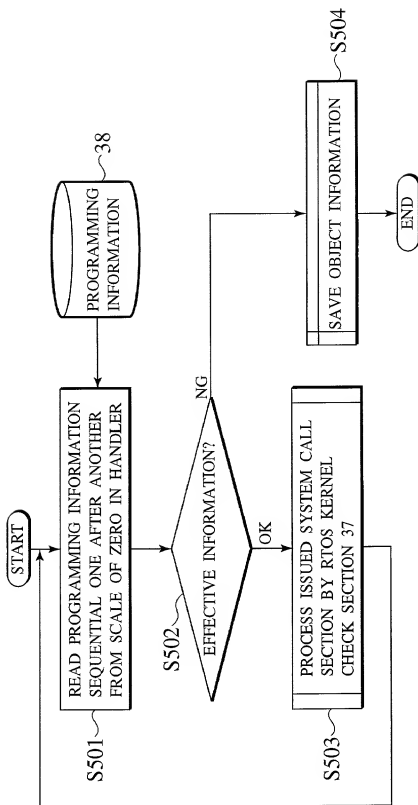 START
READ PROGRAMMING INFORMATION
SEQUENTIAL ONE AFTER ANOTHER
FROM SCALE OF ZERO IN HANDLER
S501
PROGRAMMING
INFORMATION
38
EFFECTIVE INFORMATION?
S502
NG
OK
PROCESS ISSUED SYSTEM CALL
SECTION BY RTOS KERNEL
CHECK SECTION 37
S503
SAVE OBJECT INFORMATION
S504
END